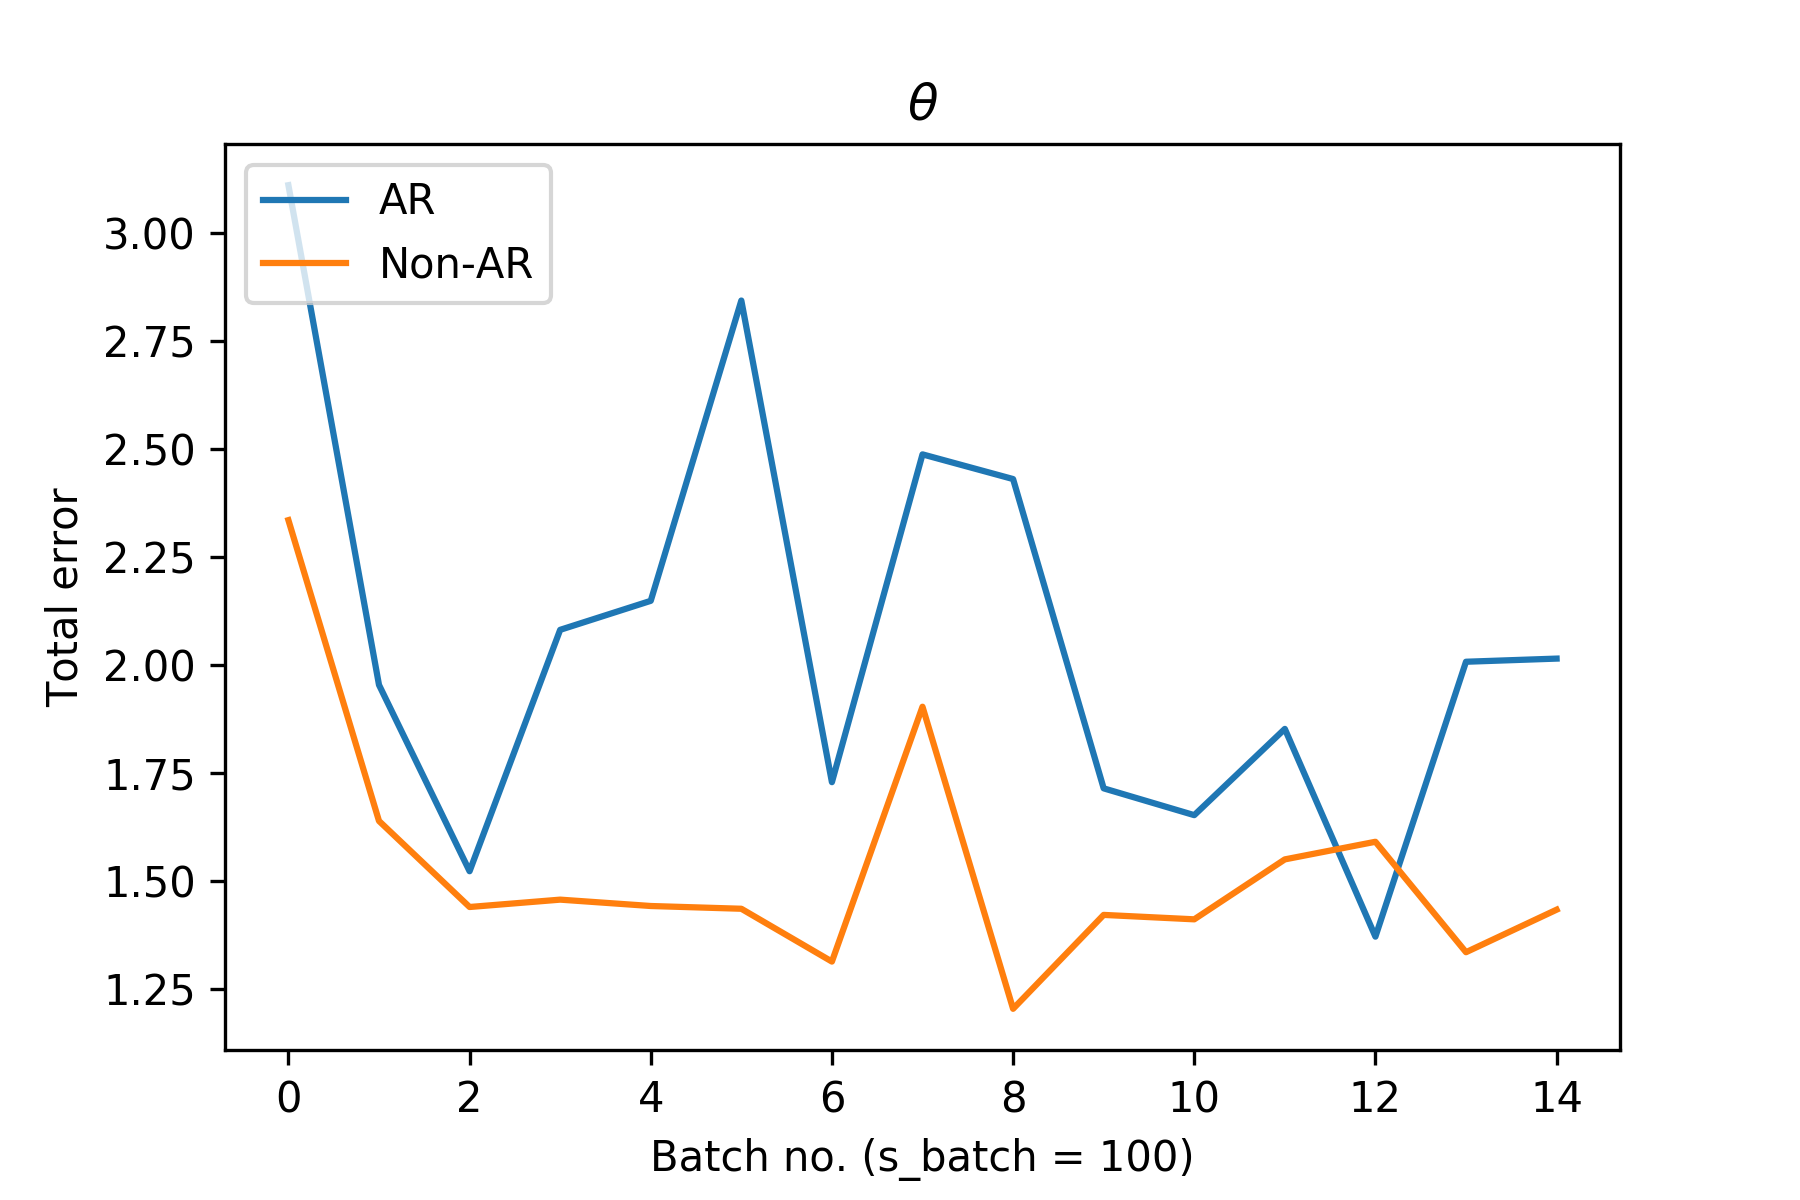 θ
AR
Non-AR
3.00
2.75
2.50
2.25
2.00
1.75
1.50
1.25
Total error
0 2 4 6 8 10 12 14
Batch no. (s_batch = 100)